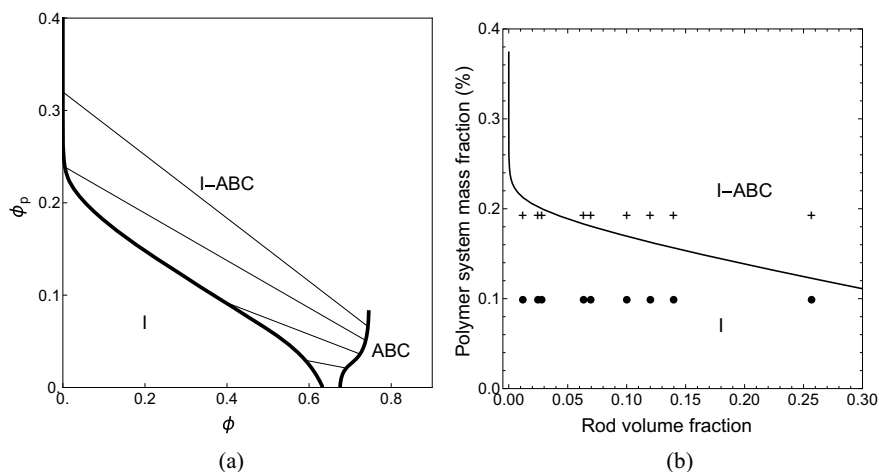 0.4
0.3
0.2
0.1
0
ϕp
I–ABC
I
ABC
0.
0.2
0.4
0.6
0.8
ϕ
(a)
0.4
0.3
0.2
0.1
0.0
Polymer system mass fraction (%)
I–ABC
I
0.00
0.05
0.10
0.15
0.20
0.25
0.30
Rod volume fraction
(b)